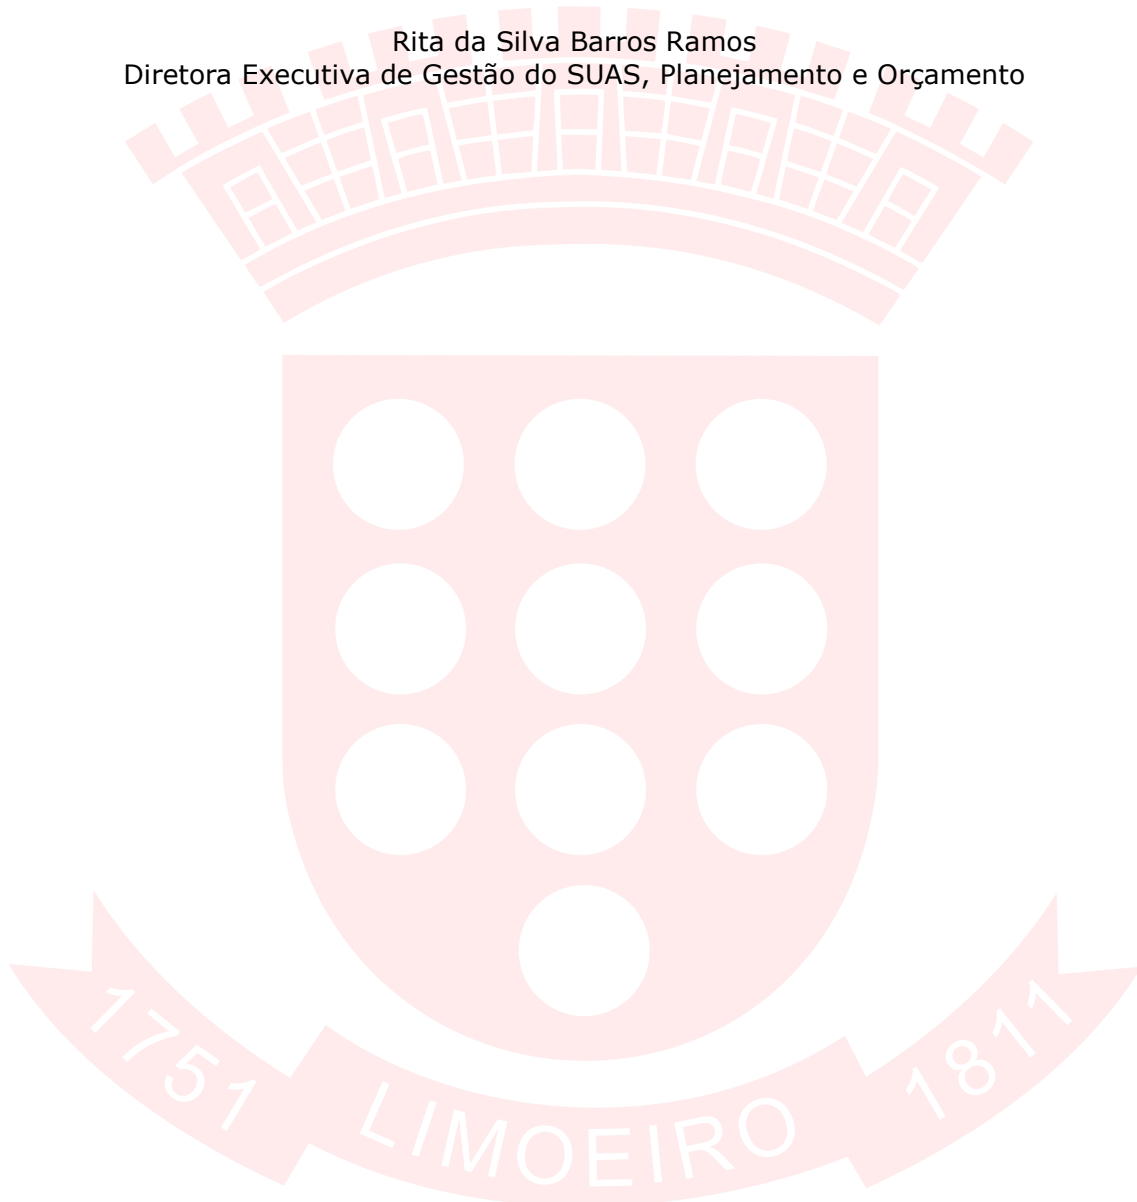 Rita da Silva Barros Ramos
Diretora Executiva de Gestão do SUAS, Planejamento e Orçamento
1751
LIMOEIRO
1811